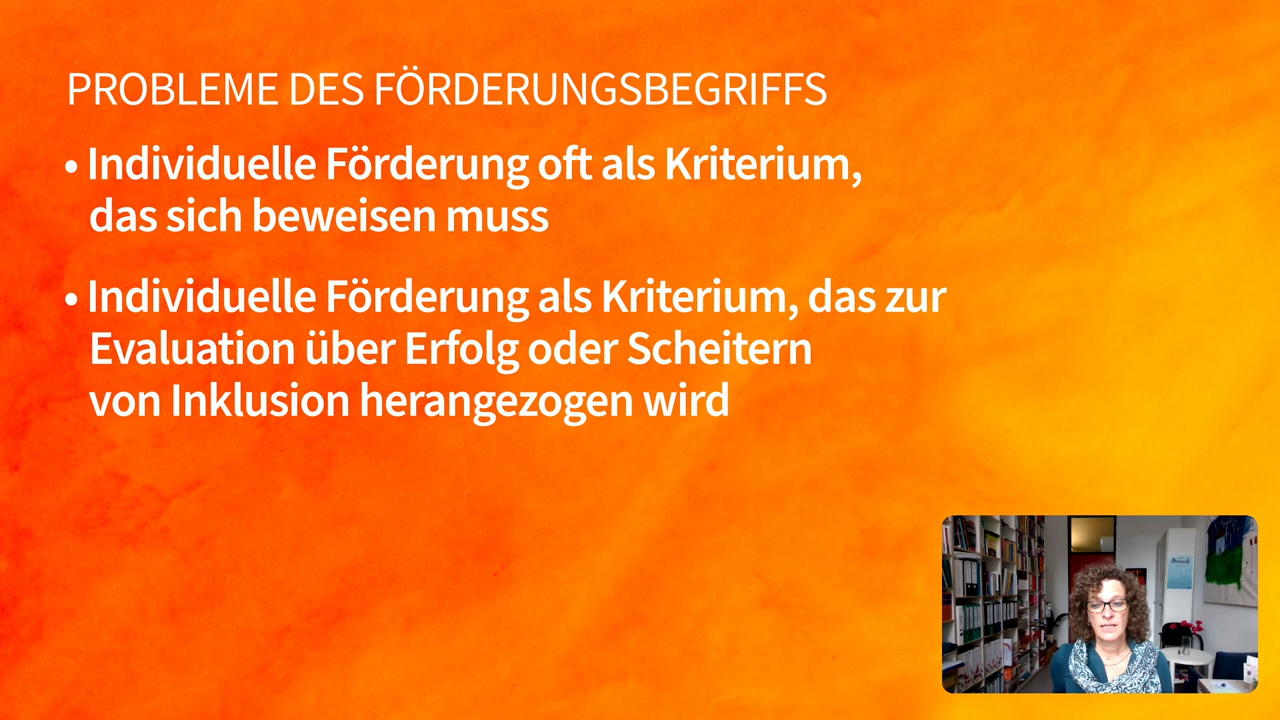 PROBLEME DES FÖRDERUNGSBEGRIFFS
• Individuelle Förderung oft als Kriterium,
das sich beweisen muss
• Individuelle Förderung als Kriterium, das zur
Evaluation über Erfolg oder Scheitern
von Inklusion herangezogen wird